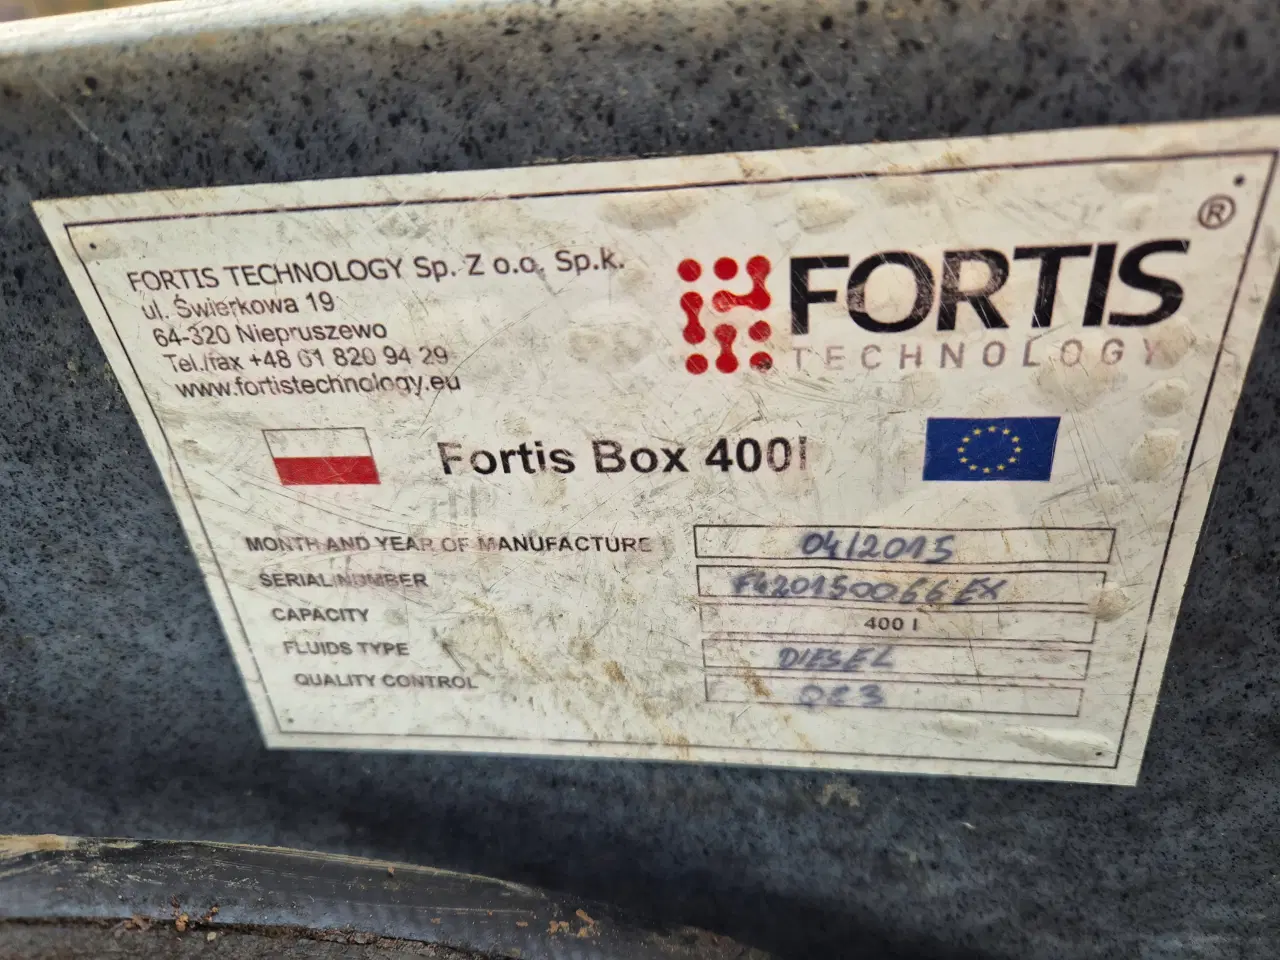 FORTIS TECHNOLOGY Sp. Z o.o. Sp.k.
ul. Świerkowa 19
64-320 Niepruszewo
Tel./fax +48 61 820 94 29
www.fortistechnology.eu
FORTIS ®
TECHNOLOGY
Fortis Box 400l
MONTH AND YEAR OF MANUFACTURE 04/2015
SERIAL NUMBER F420150066EX
CAPACITY 400 l
FLUIDS TYPE DIESEL
QUALITY CONTROL